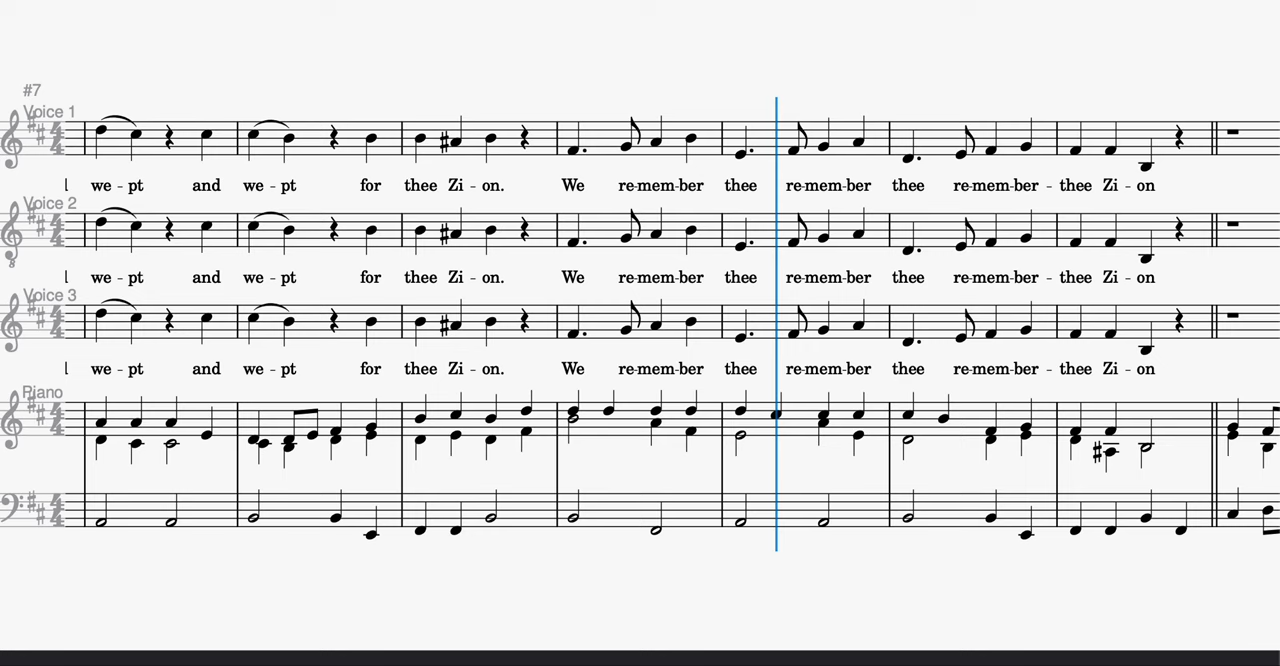 #7
Voice 1
l we - pt and we - pt for thee Zi - on. We re-mem-ber thee re-mem-ber thee re-mem-ber - thee Zi - on
Voice 2
l we - pt and we - pt for thee Zi - on. We re-mem-ber thee re-mem-ber thee re-mem-ber - thee Zi - on
Voice 3
l we - pt and we - pt for thee Zi - on. We re-mem-ber thee re-mem-ber thee re-mem-ber - thee Zi - on
Piano